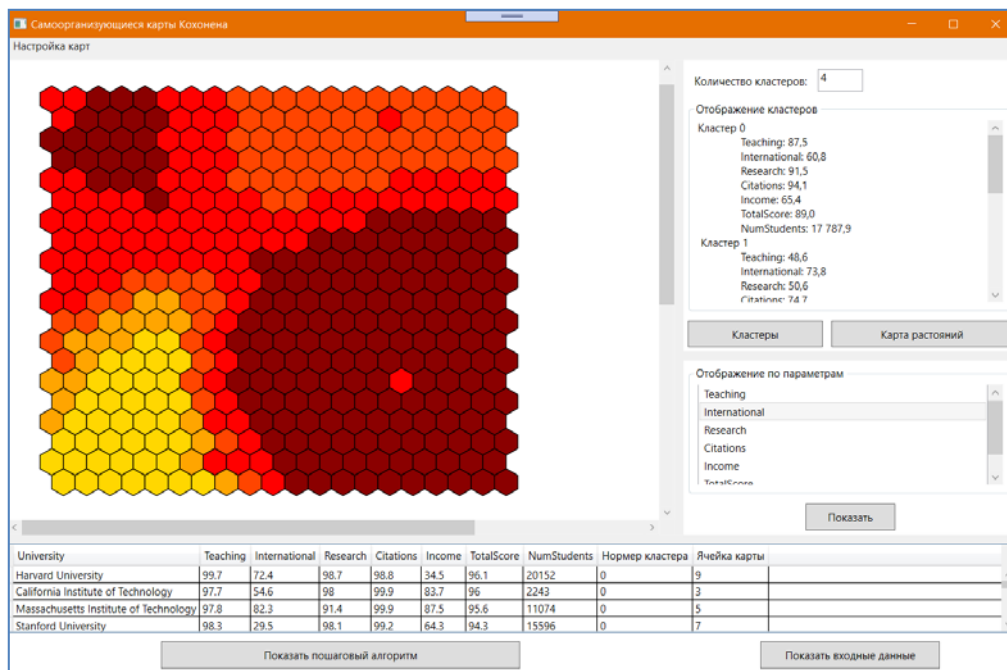 Самоорганизующиеся карты Кохонена
Настройка карт
Количество кластеров: 4
Отображение кластеров
Кластер 0
Teaching: 87,5
International: 60,8
Research: 91,5
Citations: 94,1
Income: 65,4
TotalScore: 89,0
NumStudents: 17 787,9
Кластер 1
Teaching: 48,6
International: 73,8
Research: 50,6
Citations: 74,7
Кластеры Карта растояний
Отображение по параметрам
Teaching
International
Research
Citations
Income
TotalScore
Показать
University Teaching International Research Citations Income TotalScore NumStudents Нормер кластера Ячейка карты
Harvard University 99.7 72.4 98.7 98.8 34.5 96.1 20152 0 9
California Institute of Technology 97.7 54.6 98 99.9 83.7 96 2243 0 3
Massachusetts Institute of Technology 97.8 82.3 91.4 99.9 87.5 95.6 11074 0 5
Stanford University 98.3 29.5 98.1 99.2 64.3 94.3 15596 0 7
Показать пошаговый алгоритм Показать входные данные